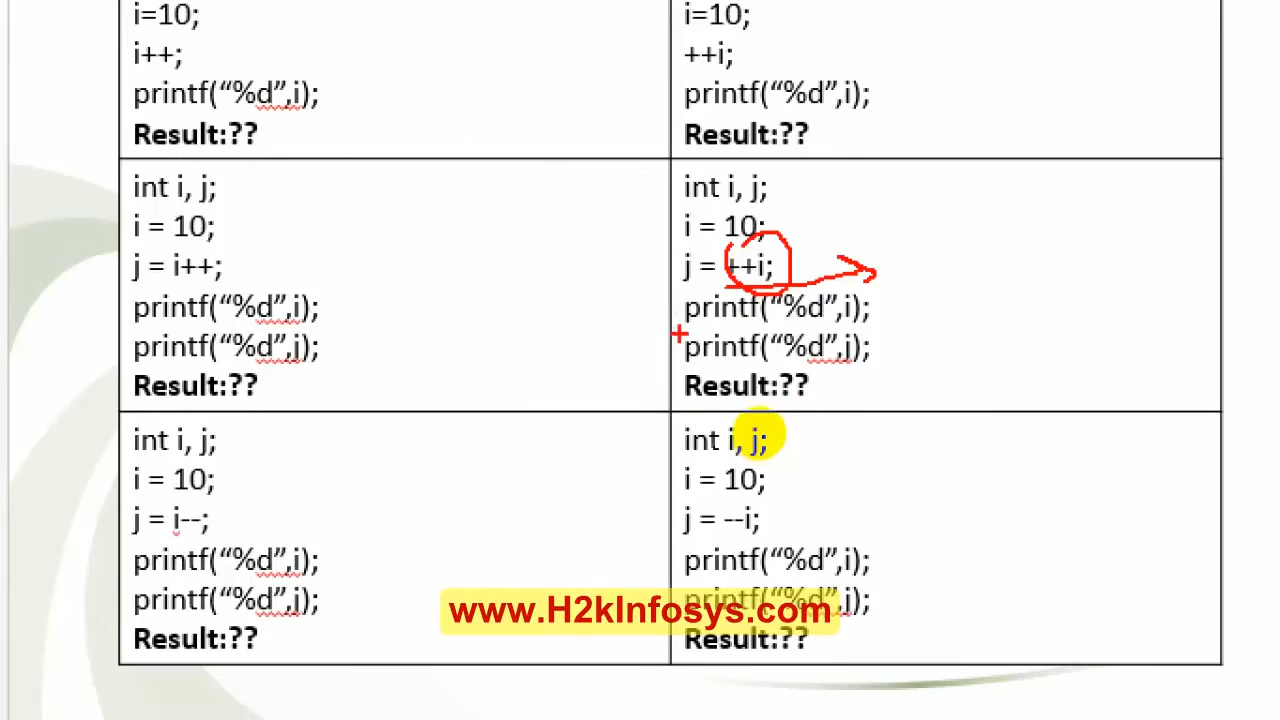 i=10;
i++;
printf(“%d”,i);
Result:??
i=10;
++i;
printf(“%d”,i);
Result:??
int i, j;
i = 10;
j = i++;
printf(“%d”,i);
printf(“%d”,j);
Result:??
int i, j;
i = 10;
j = ++i;
printf(“%d”,i);
printf(“%d”,j);
Result:??
int i, j;
i = 10;
j = i--;
printf(“%d”,i);
printf(“%d”,j);
Result:??
int i, j;
i = 10;
j = --i;
printf(“%d”,i);
printf(“%d”,j);
Result:??
www.H2kInfosys.com